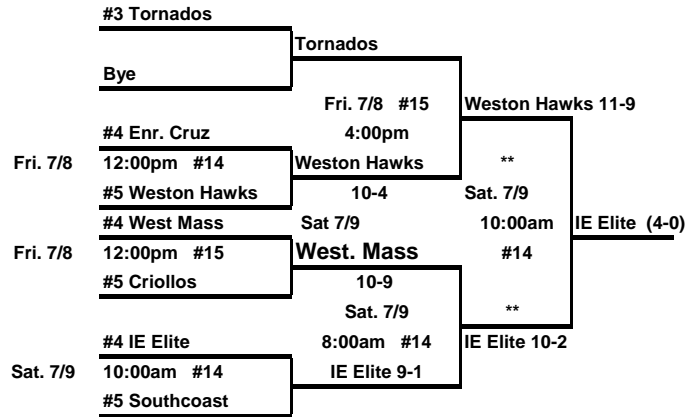 #3 Tornados
Tornados
Bye
Fri. 7/8 #15 Weston Hawks 11-9
#4 Enr. Cruz 4:00pm
Fri. 7/8 12:00pm #14 Weston Hawks **
#5 Weston Hawks 10-4 Sat. 7/9
#4 West Mass Sat 7/9 10:00am IE Elite (4-0)
Fri. 7/8 12:00pm #15 West. Mass #14
#5 Criollos 10-9
Sat. 7/9 **
#4 IE Elite 8:00am #14 IE Elite 10-2
Sat. 7/9 10:00am #14 IE Elite 9-1
#5 Southcoast